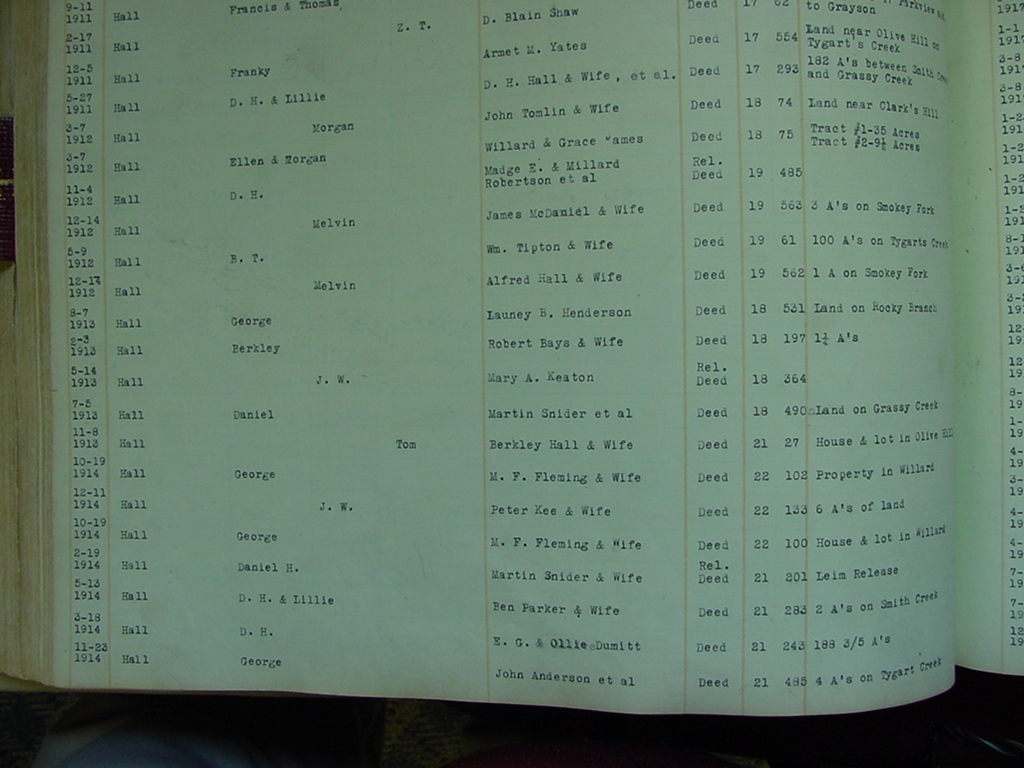 9-11 1911 Hall Francis & Thomas, D. Blain Shaw Deed 17 62 Parkview
to Grayson
2-17 1911 Hall Z. T. Armet M. Yates Deed 17 554 Land near Olive Hill on
Tygart's Creek
12-5 1911 Hall Franky D. H. Hall & Wife, et al. Deed 17 293 182 A's between Smith
and Grassy Creek
5-27 1911 Hall D. H. & Lillie John Tomlin & Wife Deed 18 74 Land near Clark's Hill
3-7 1912 Hall Morgan Willard & Grace "ames Deed 18 75 Tract #1-35 Acres
Tract #2-9½ Acres
3-7 1912 Hall Ellen & Morgan Madge E. & Millard
Robertson et al Rel. Deed 19 485
11-4 1912 Hall D. H. James McDaniel & Wife Deed 19 563 3 A's on Smokey Fork
12-14 1912 Hall Melvin Wm. Tipton & Wife Deed 19 61 100 A's on Tygarts Creek
5-9 1912 Hall B. T. Alfred Hall & Wife Deed 19 562 1 A on Smokey Fork
12-17 1912 Hall Melvin Launey B. Henderson Deed 18 531 Land on Rocky Branch
8-7 1913 Hall George Robert Bays & Wife Deed 18 197 1¼ A's
2-3 1913 Hall Berkley
5-14 1913 Hall J. W. Mary A. Keaton Rel. Deed 18 364
7-5 1913 Hall Daniel Martin Snider et al Deed 18 490 Land on Grassy Creek
11-8 1913 Hall Tom Berkley Hall & Wife Deed 21 27 House & lot in Olive Hill
10-19 1914 Hall George M. F. Fleming & Wife Deed 22 102 Property in Willard
12-11 1914 Hall J. W. Peter Kee & Wife Deed 22 133 6 A's of land
10-19 1914 Hall George M. F. Fleming & Wife Deed 22 100 House & lot in Willard
2-19 1914 Hall Daniel H. Martin Snider & Wife Rel. Deed 21 201 Leim Release
5-13 1914 Hall D. H. & Lillie Ben Parker & Wife Deed 21 283 2 A's on Smith Creek
3-18 1914 Hall D. H. E. G. & Ollie Dumitt Deed 21 243 188 3/5 A's
11-23 1914 Hall George John Anderson et al Deed 21 485 4 A's on Tygart Creek